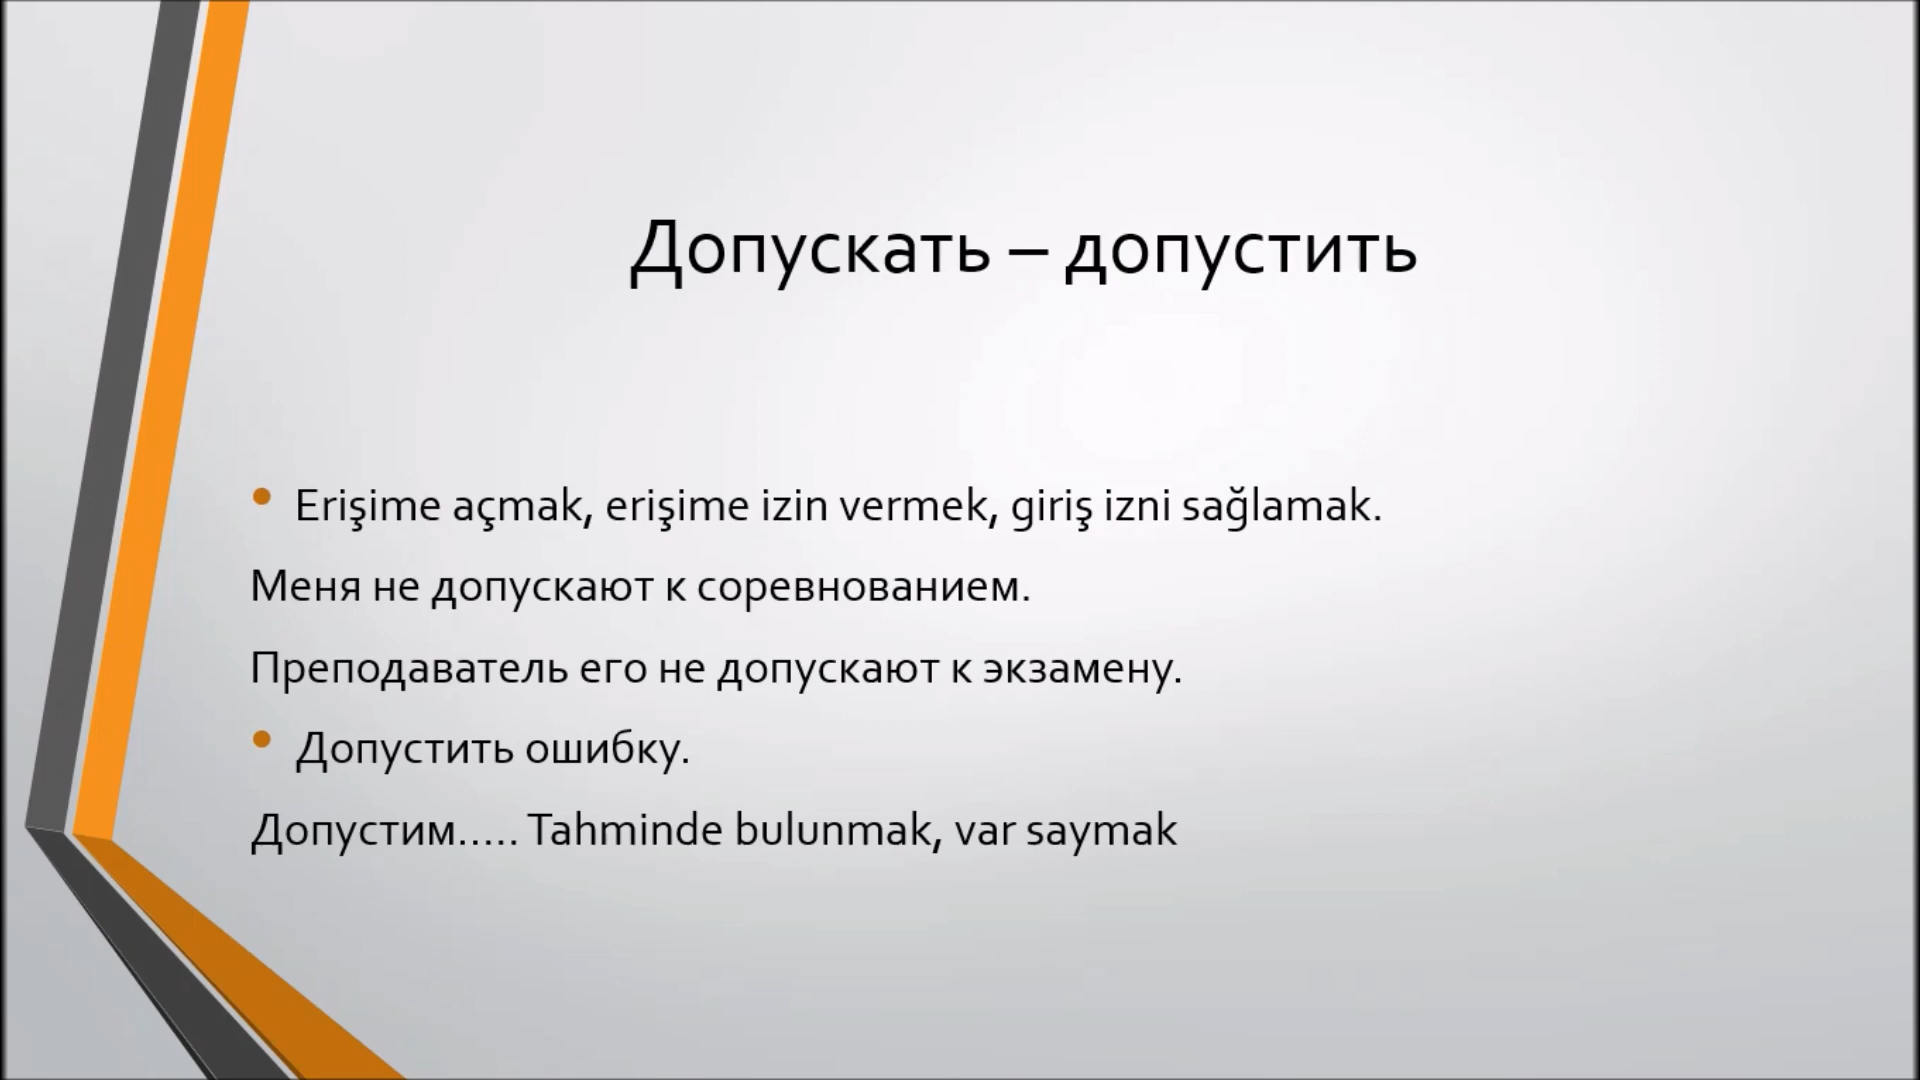 Допускать – допустить
• Erişime açmak, erişime izin vermek, giriş izni sağlamak.
Меня не допускают к соревнованием.
Преподаватель его не допускают к экзамену.
• Допустить ошибку.
Допустим..... Tahminde bulunmak, var saymak